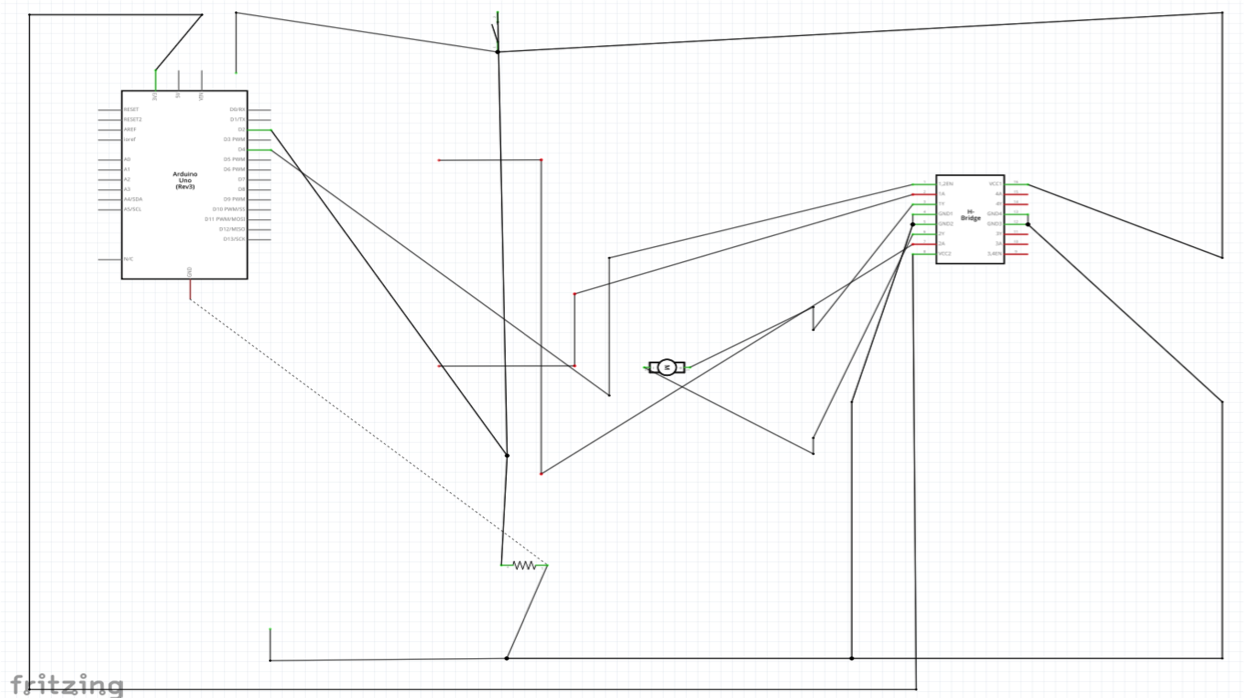 3V3
5V
VIN
RESET
RESET2
AREF
ioref
A0
A1
A2
A3
A4/SDA
A5/SCL
N/C
D0/RX
D1/TX
D2
D3 PWM
D4
D5 PWM
D6 PWM
D7
D8
D9 PWM
D10 PWM/SS
D11 PWM/MOSI
D12/MISO
D13/SCK
GND
Arduino
Uno
(Rev3)
1,2EN
1A
1Y
GND1
GND2
2Y
2A
VCC2
H-
Bridge
VCC1
4A
4Y
GND4
GND3
3Y
3A
3,4EN
M
fritzing